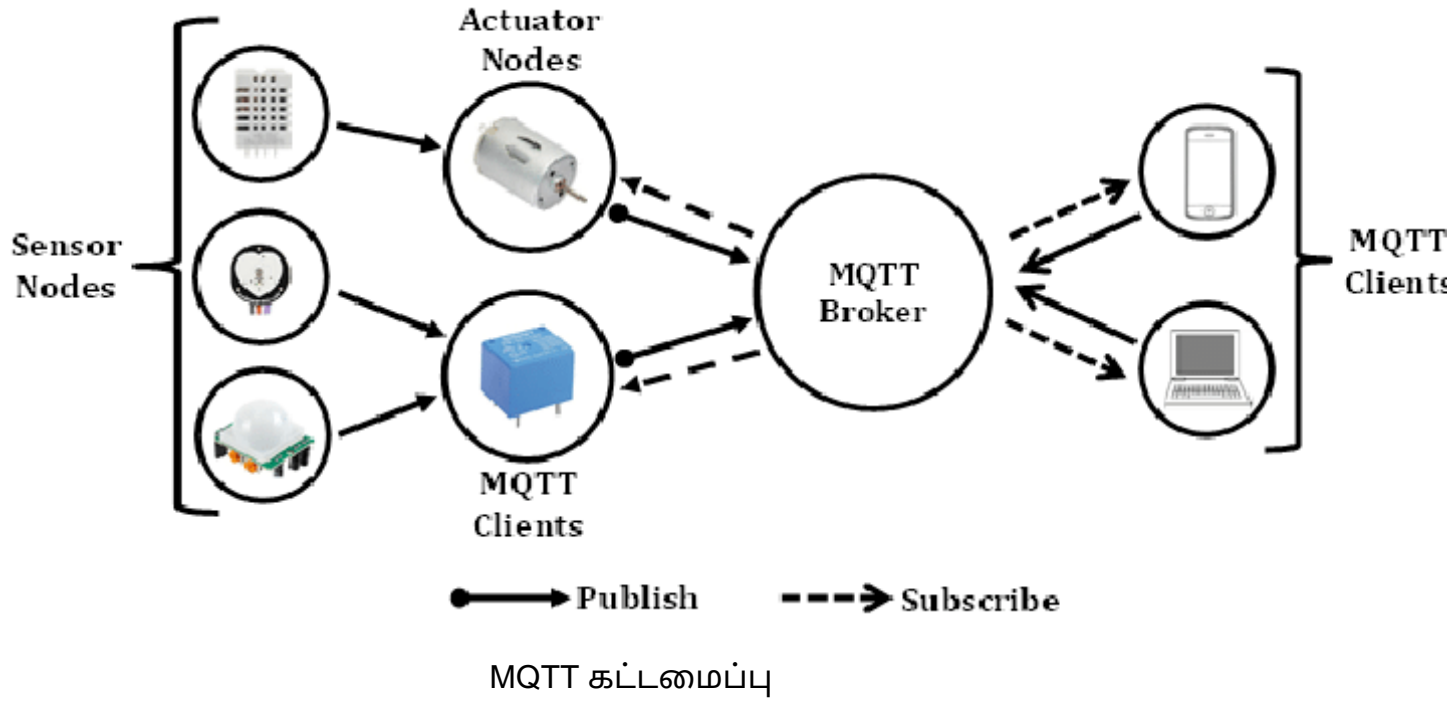 Actuator
Nodes
Sensor
Nodes
MQTT
Broker
MQTT
Clients
MQTT
Clients
Publish
Subscribe
MQTT கட்டமைப்பு